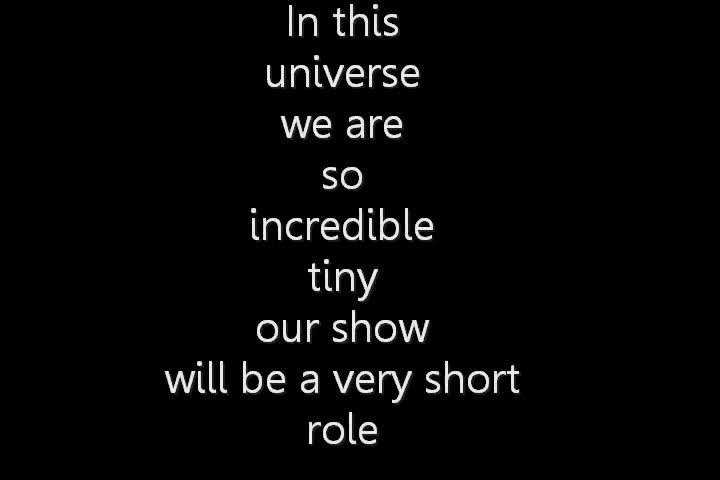 In this
universe
we are
so
incredible
tiny
our show
will be a very short
role